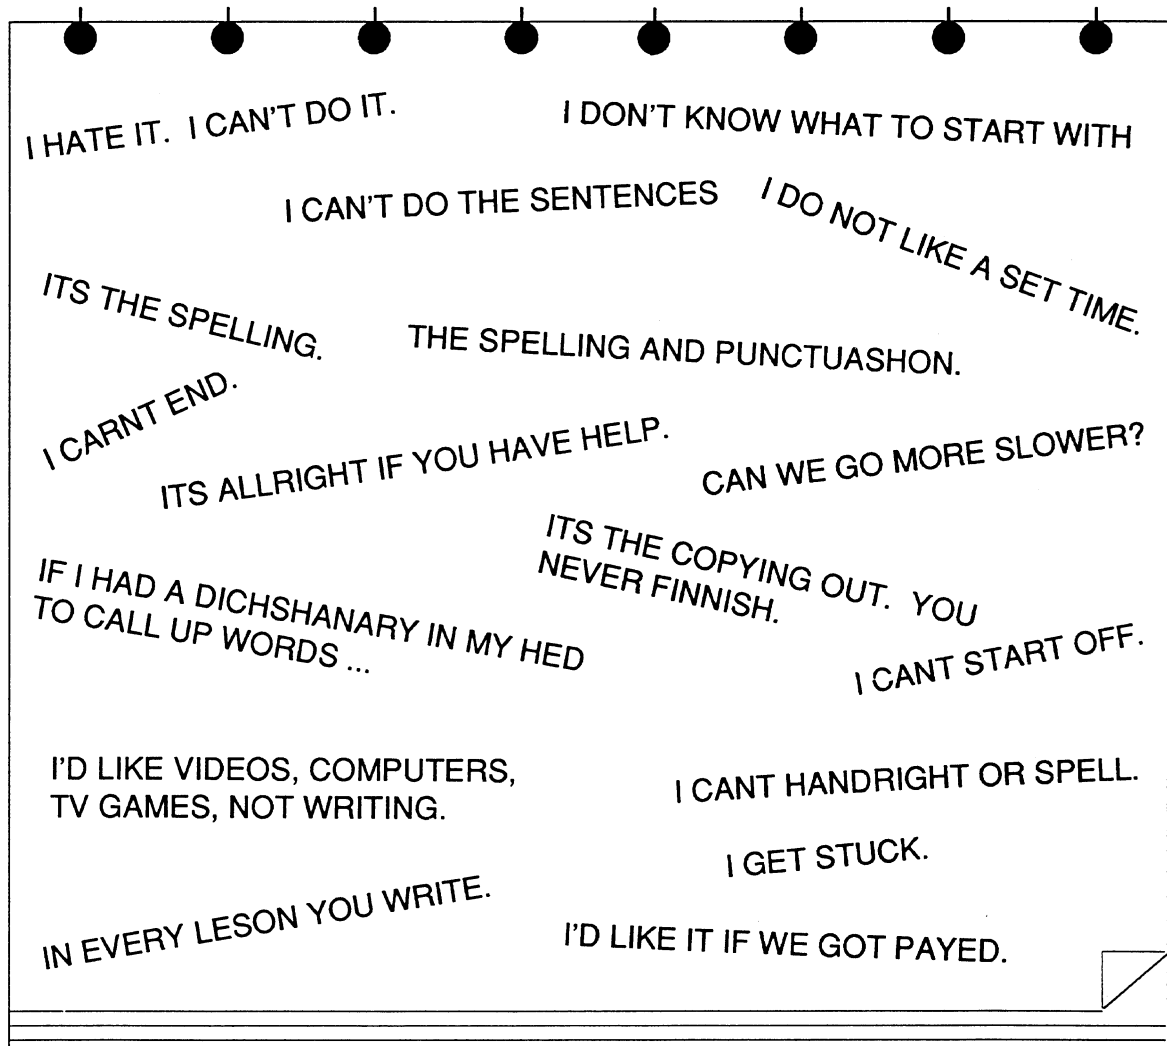 I HATE IT.  I CAN'T DO IT.
I DON'T KNOW WHAT TO START WITH
I CAN'T DO THE SENTENCES
I DO NOT LIKE A SET TIME.
ITS THE SPELLING.
THE SPELLING AND PUNCTUASHON.
I CARNT END.
ITS ALLRIGHT IF YOU HAVE HELP.
CAN WE GO MORE SLOWER?
ITS THE COPYING OUT.  YOU
NEVER FINNISH.
IF I HAD A DICHSHANARY IN MY HED
TO CALL UP WORDS ...
I CANT START OFF.
I'D LIKE VIDEOS, COMPUTERS,
TV GAMES, NOT WRITING.
I CANT HANDRIGHT OR SPELL.
I GET STUCK.
IN EVERY LESON YOU WRITE.
I'D LIKE IT IF WE GOT PAYED.